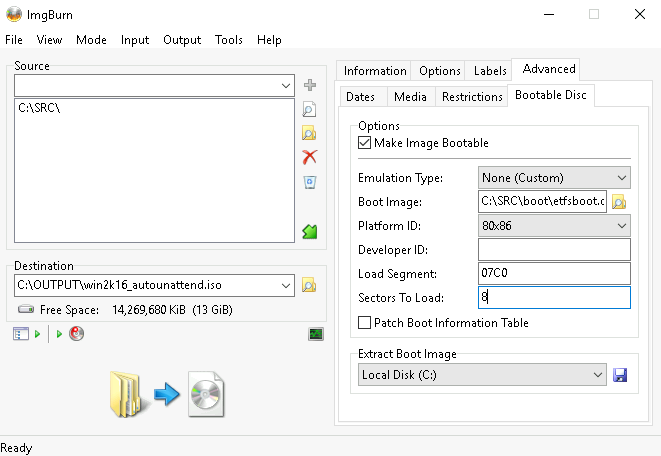 ImgBurn
File View Mode Input Output Tools Help
Source
C:\SRC\
Destination
C:\OUTPUT\win2k16_autounattend.iso
Free Space: 14,269,680 KiB (13 GiB)
Information Options Labels Advanced
Dates Media Restrictions Bootable Disc
Options
Make Image Bootable
Emulation Type: None (Custom)
Boot Image: C:\SRC\boot\etfsboot.c
Platform ID: 80x86
Developer ID:
Load Segment: 07C0
Sectors To Load: 8
Patch Boot Information Table
Extract Boot Image
Local Disk (C:)
Ready